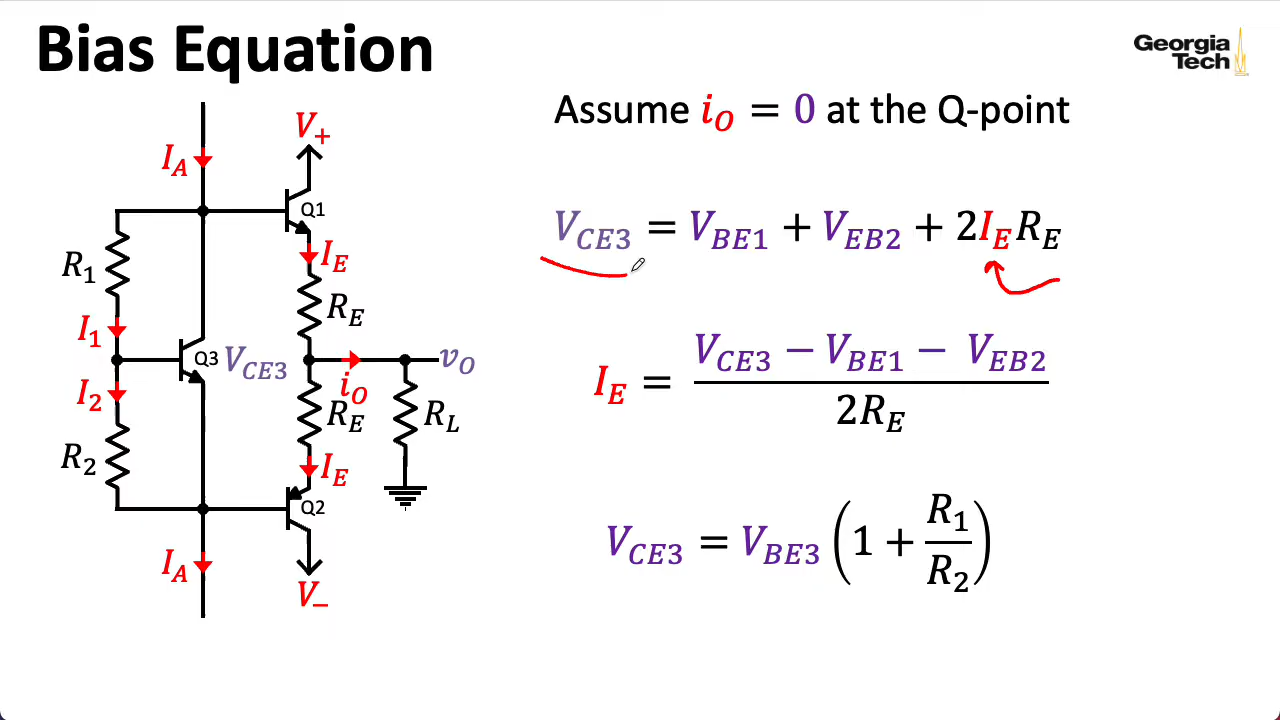 Bias Equation
Georgia
Tech
Assume i_O = 0 at the Q-point
V_CE3 = V_BE1 + V_EB2 + 2I_E R_E
I_E = (V_CE3 − V_BE1 − V_EB2) / 2R_E
V_CE3 = V_BE3 (1 + R_1/R_2)
V_+
I_A
Q1
R_1
I_E
R_E
I_1
Q3
V_CE3
v_O
i_O
I_2
R_E
R_L
R_2
I_E
Q2
I_A
V_−